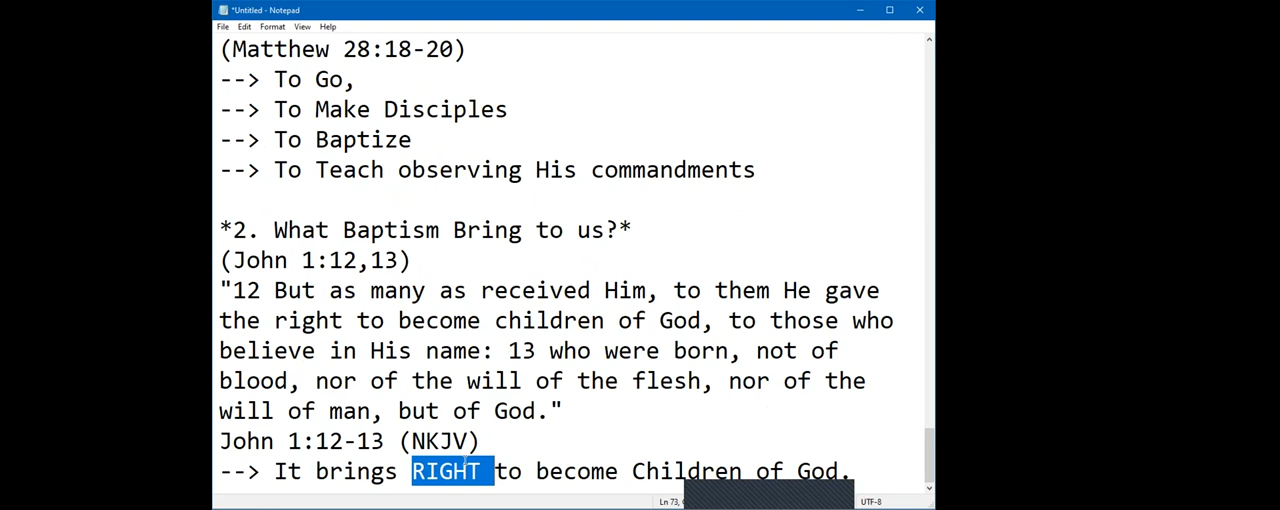 *Untitled - Notepad
File Edit Format View Help
(Matthew 28:18-20)
--> To Go,
--> To Make Disciples
--> To Baptize
--> To Teach observing His commandments
*2. What Baptism Bring to us?*
(John 1:12,13)
"12 But as many as received Him, to them He gave
the right to become children of God, to those who
believe in His name: 13 who were born, not of
blood, nor of the will of the flesh, nor of the
will of man, but of God."
John 1:12-13 (NKJV)
--> It brings RIGHT to become Children of God.
Ln 73, UTF-8